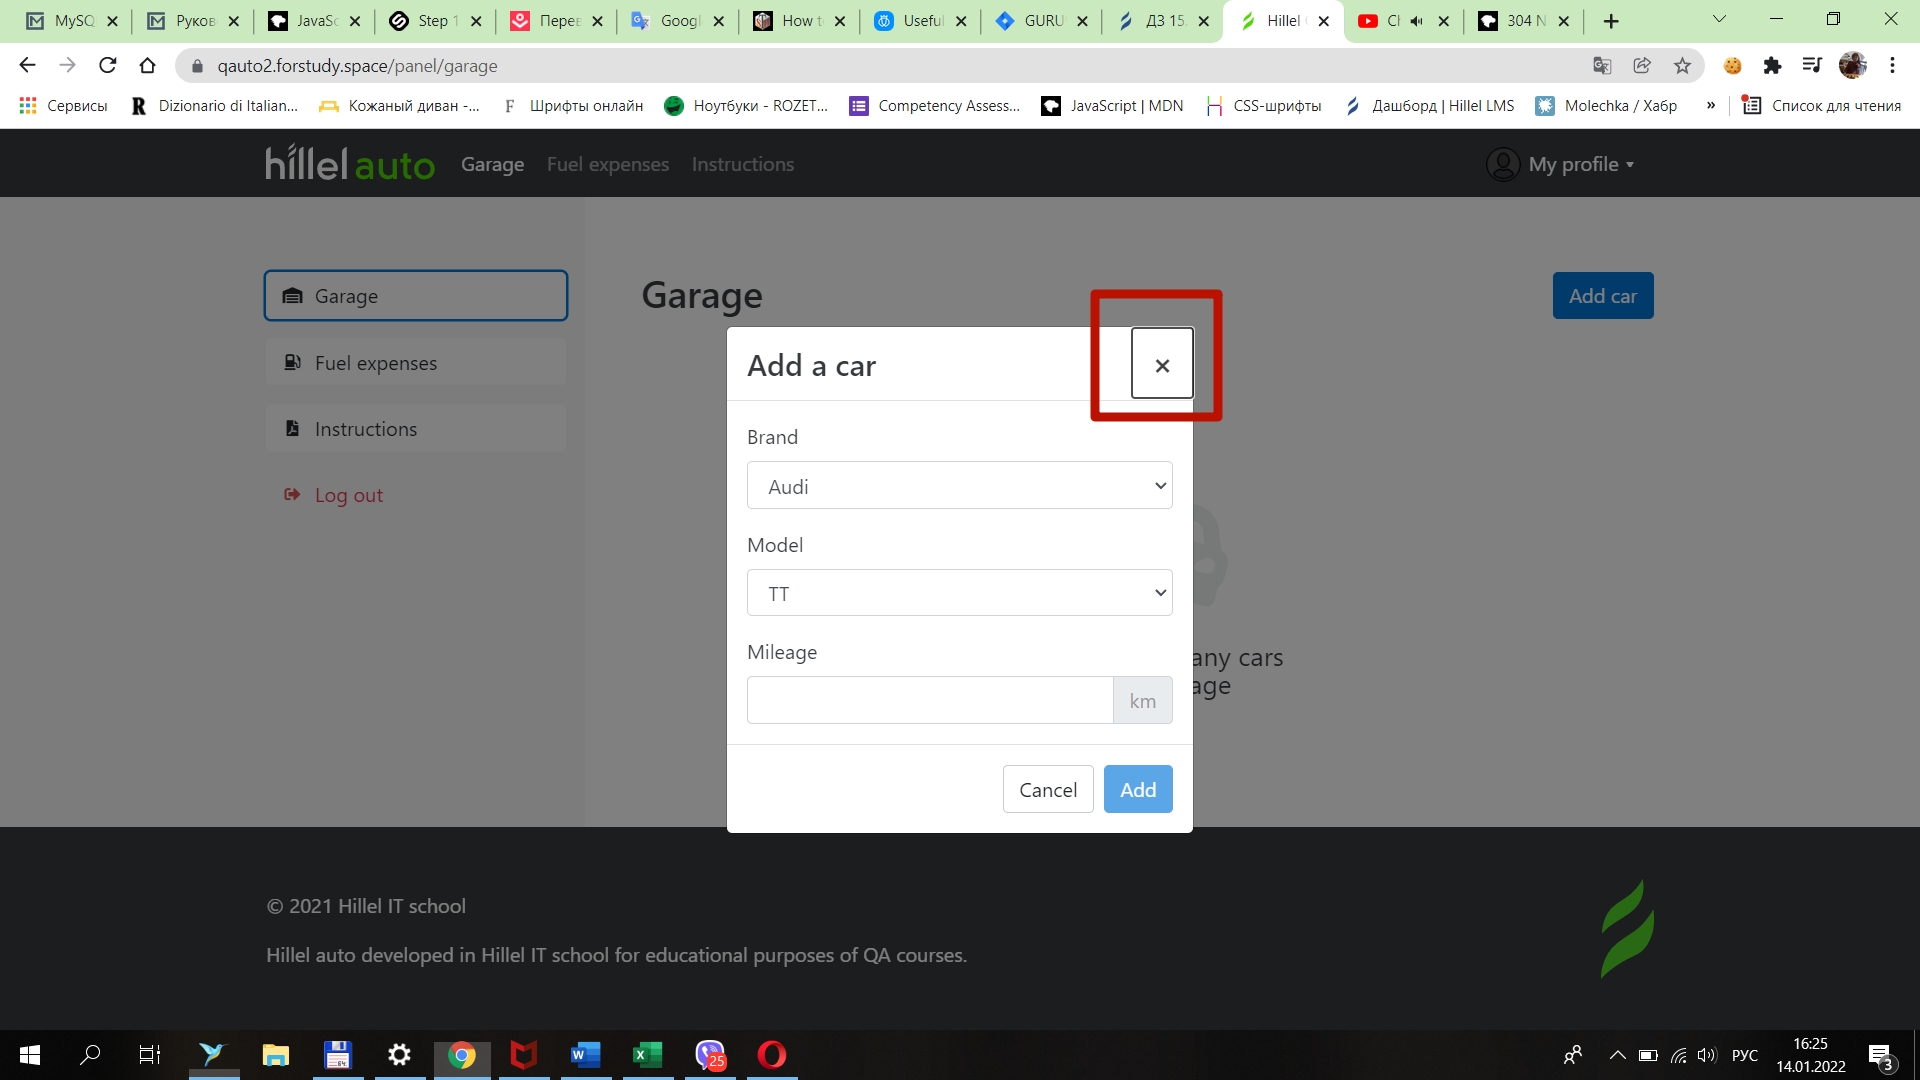 MySQ
Руков
JavaSc
Step 1
Перев
Googl
How t
Useful
GURU
ДЗ 15.
Hillel
304 N
qauto2.forstudy.space/panel/garage
Сервисы
Dizionario di Italian...
Кожаный диван -...
Шрифты онлайн
Ноутбуки - ROZET...
Competency Assess...
JavaScript | MDN
CSS-шрифты
Дашборд | Hillel LMS
Molechka / Хабр
»
Список для чтения
hillel auto
Garage
Fuel expenses
Instructions
My profile
Garage
Fuel expenses
Instructions
Log out
Garage
Add car
Add a car
×
Brand
Audi
Model
TT
Mileage
km
any cars
age
Cancel
Add
© 2021 Hillel IT school
Hillel auto developed in Hillel IT school for educational purposes of QA courses.
25
РУС
16:25
14.01.2022
3